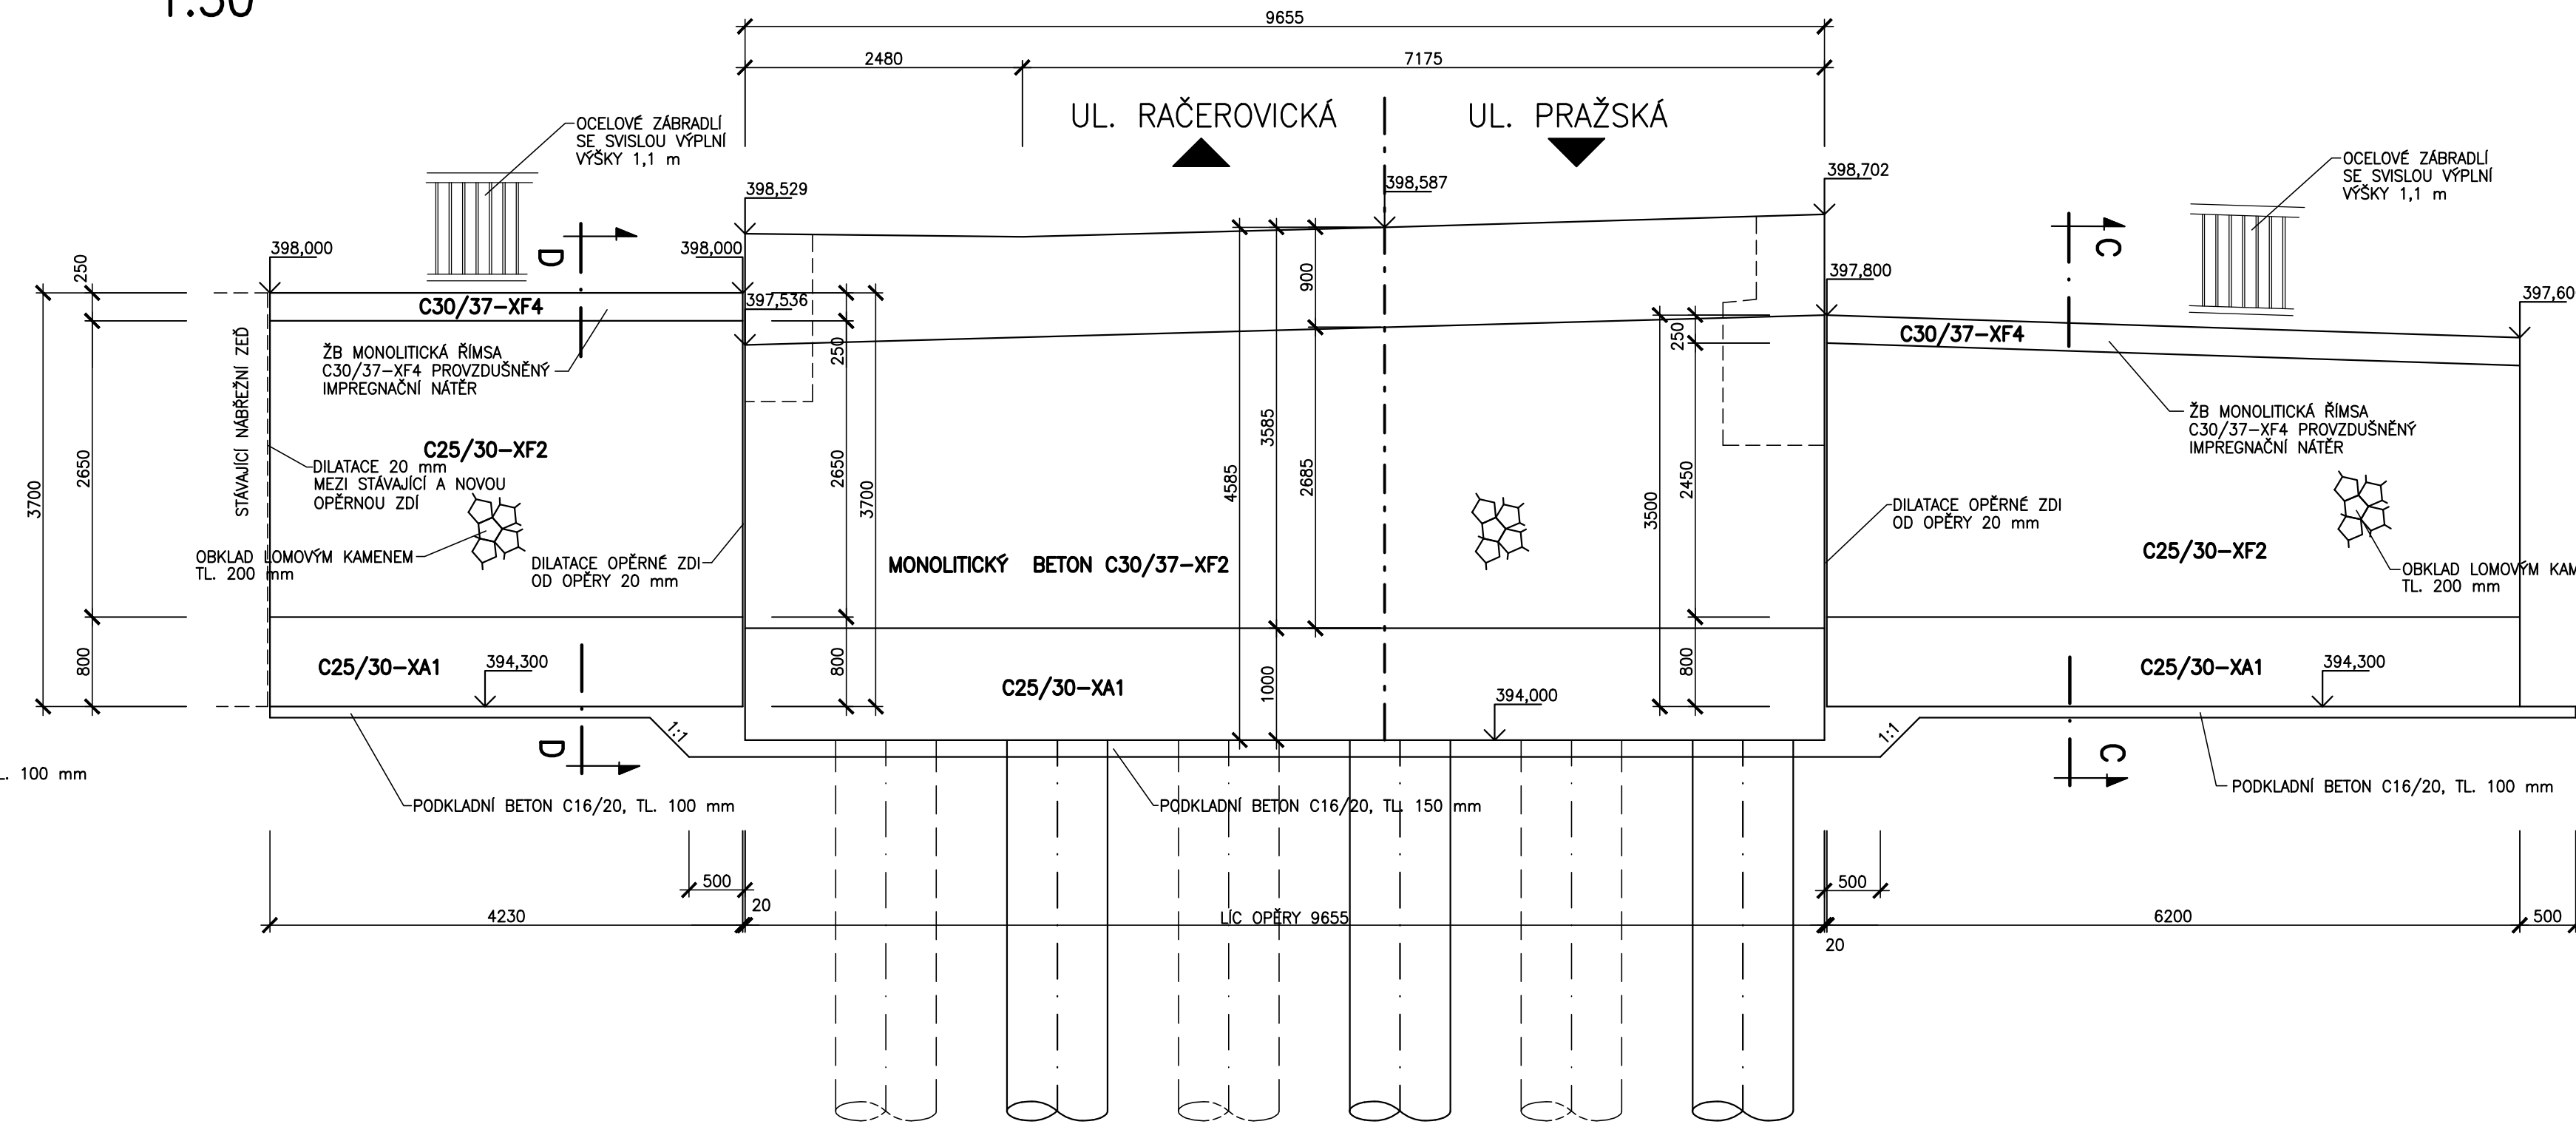 1:50
9655
2480
7175
UL. RAČEROVICKÁ
UL. PRAŽSKÁ
OCELOVÉ ZÁBRADLÍ
SE SVISLOU VÝPLNÍ
VÝŠKY 1,1 m
OCELOVÉ ZÁBRADLÍ
SE SVISLOU VÝPLNÍ
VÝŠKY 1,1 m
398,529
398,587
398,702
398,000
398,000
397,536
397,800
397,60
D
C
250
2650
800
3700
C30/37-XF4
ŽB MONOLITICKÁ ŘÍMSA
C30/37-XF4 PROVZDUŠNĚNÝ
IMPREGNAČNÍ NÁTĚR
STÁVAJÍCÍ NÁBŘEŽNÍ ZEĎ
C25/30-XF2
DILATACE 20 mm
MEZI STÁVAJÍCÍ A NOVOU
OPĚRNOU ZDÍ
OBKLAD LOMOVÝM KAMENEM
TL. 200 mm
DILATACE OPĚRNÉ ZDI
OD OPĚRY 20 mm
250
2650
800
3700
MONOLITICKÝ BETON C30/37-XF2
4585
3585
1000
900
2685
3500
250
2450
800
C30/37-XF4
ŽB MONOLITICKÁ ŘÍMSA
C30/37-XF4 PROVZDUŠNĚNÝ
IMPREGNAČNÍ NÁTĚR
DILATACE OPĚRNÉ ZDI
OD OPĚRY 20 mm
C25/30-XF2
OBKLAD LOMOVÝM KAM
TL. 200 mm
C25/30-XA1
394,300
C25/30-XA1
394,000
C25/30-XA1
394,300
1:1
1:1
D
C
L. 100 mm
PODKLADNÍ BETON C16/20, TL. 100 mm
PODKLADNÍ BETON C16/20, TL. 150 mm
PODKLADNÍ BETON C16/20, TL. 100 mm
500
500
4230
20
LÍC OPĚRY 9655
20
6200
500